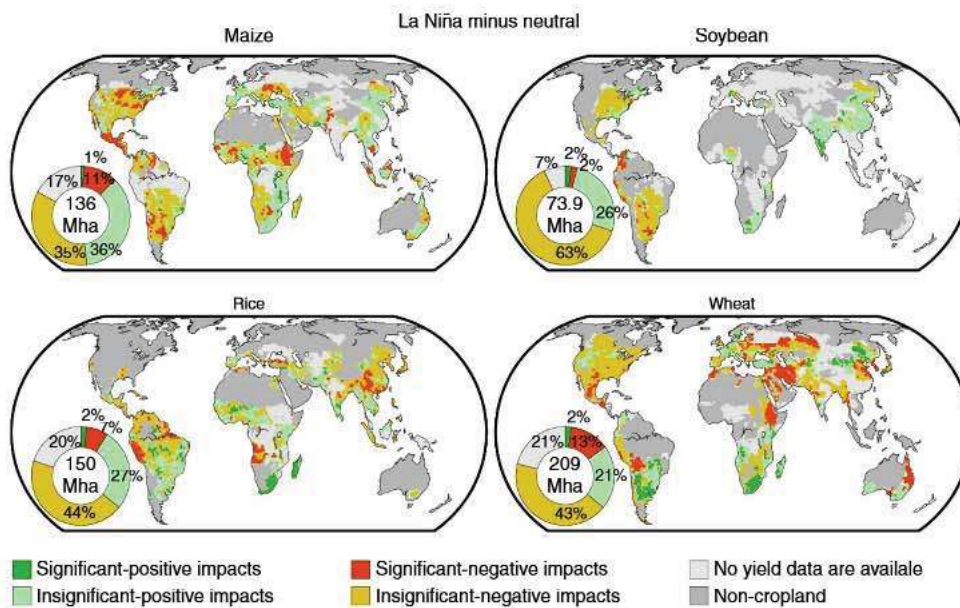 La Niña minus neutral
Maize
Soybean
1%
11%
17%
136
Mha
35%
36%
2%
2%
7%
73.9
Mha
26%
63%
Rice
Wheat
2%
7%
20%
150
Mha
27%
44%
2%
13%
21%
209
Mha
21%
43%
Significant-positive impacts
Significant-negative impacts
No yield data are availale
Insignificant-positive impacts
Insignificant-negative impacts
Non-cropland